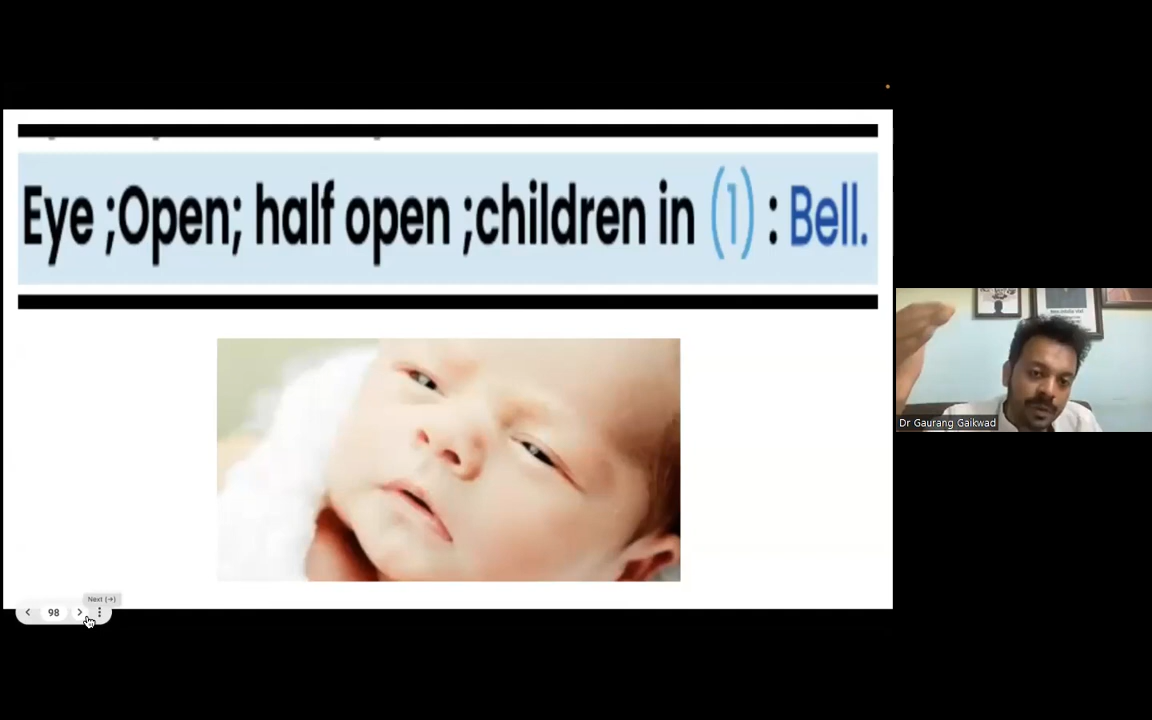 Eye ;Open; half open ;children in (1) : Bell.
Dr Gaurang Gaikwad
Next (→)
98